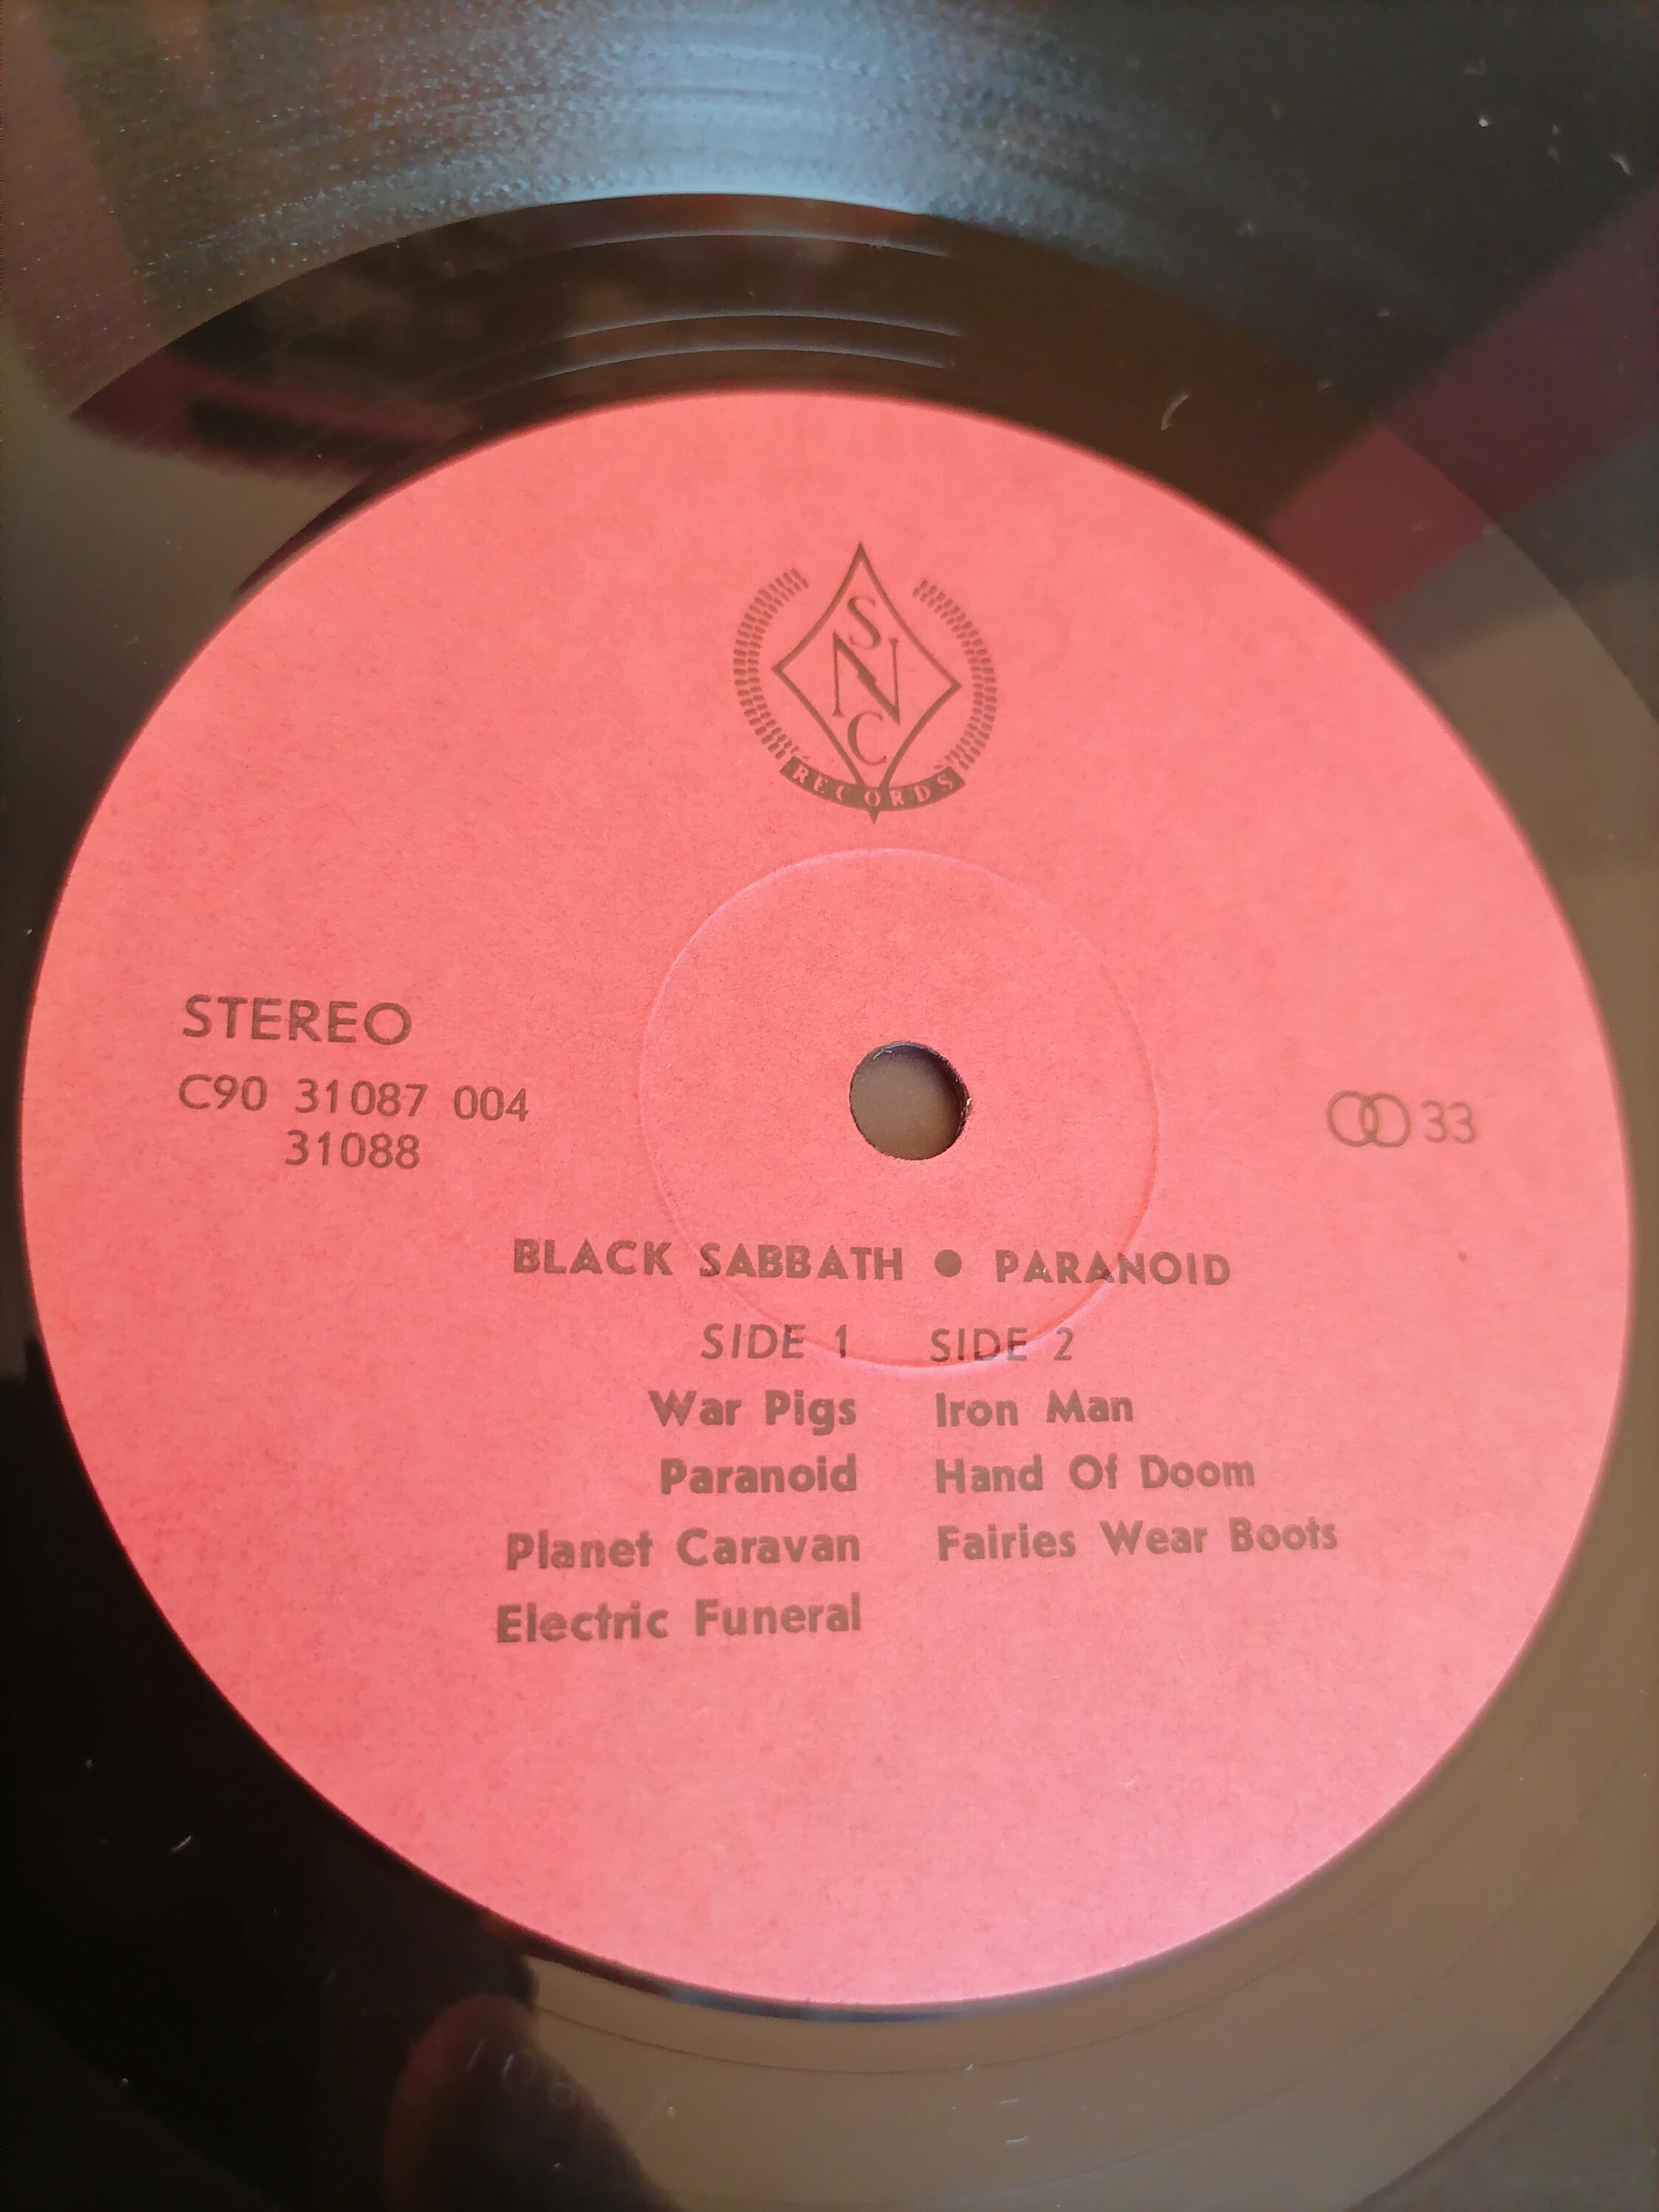 S
N
C
RECORDS
STEREO
C90 31087 004
31088
33
BLACK SABBATH ● PARANOID
SIDE 1 SIDE 2
War Pigs Iron Man
Paranoid Hand Of Doom
Planet Caravan Fairies Wear Boots
Electric Funeral